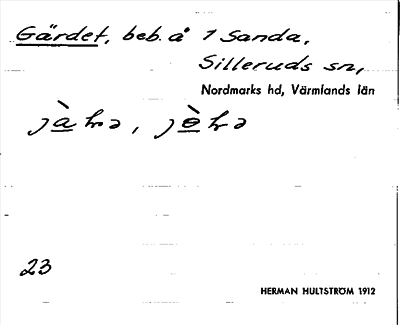 Gärdet, beb. å 1 Sanda,
Silleruds sn,
Nordmarks hd, Värmlands län
23
HERMAN HULTSTRÖM 1912